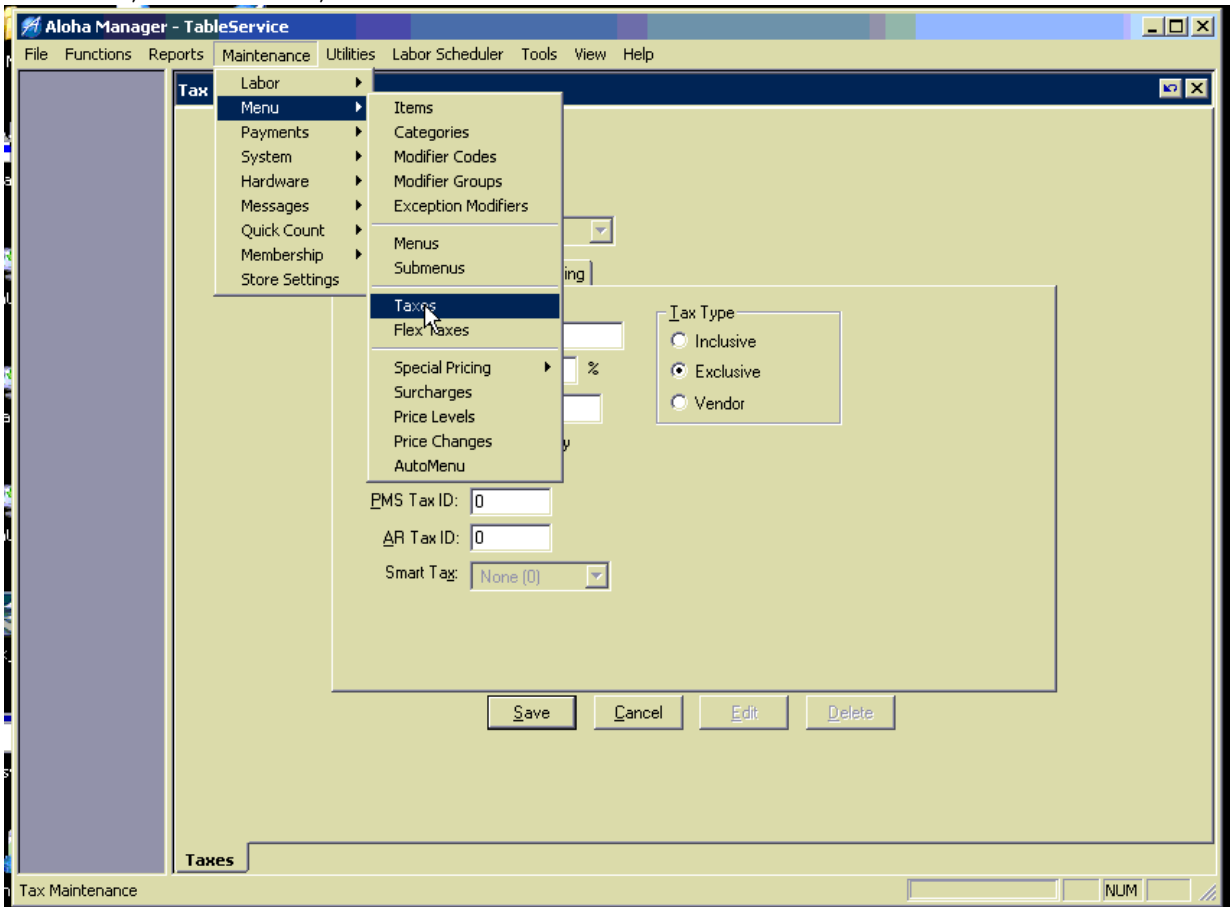 Aloha Manager - TableService
File Functions Reports Maintenance Utilities Labor Scheduler Tools View Help
Tax
Labor
Menu
Payments
System
Hardware
Messages
Quick Count
Membership
Store Settings
Items
Categories
Modifier Codes
Modifier Groups
Exception Modifiers
Menus
Submenus
Taxes
Flex Taxes
Special Pricing
Surcharges
Price Levels
Price Changes
AutoMenu
ing
%
y
Tax Type
Inclusive
Exclusive
Vendor
PMS Tax ID: 0
AR Tax ID: 0
Smart Tax: None (0)
Save Cancel Edit Delete
Taxes
Tax Maintenance NUM